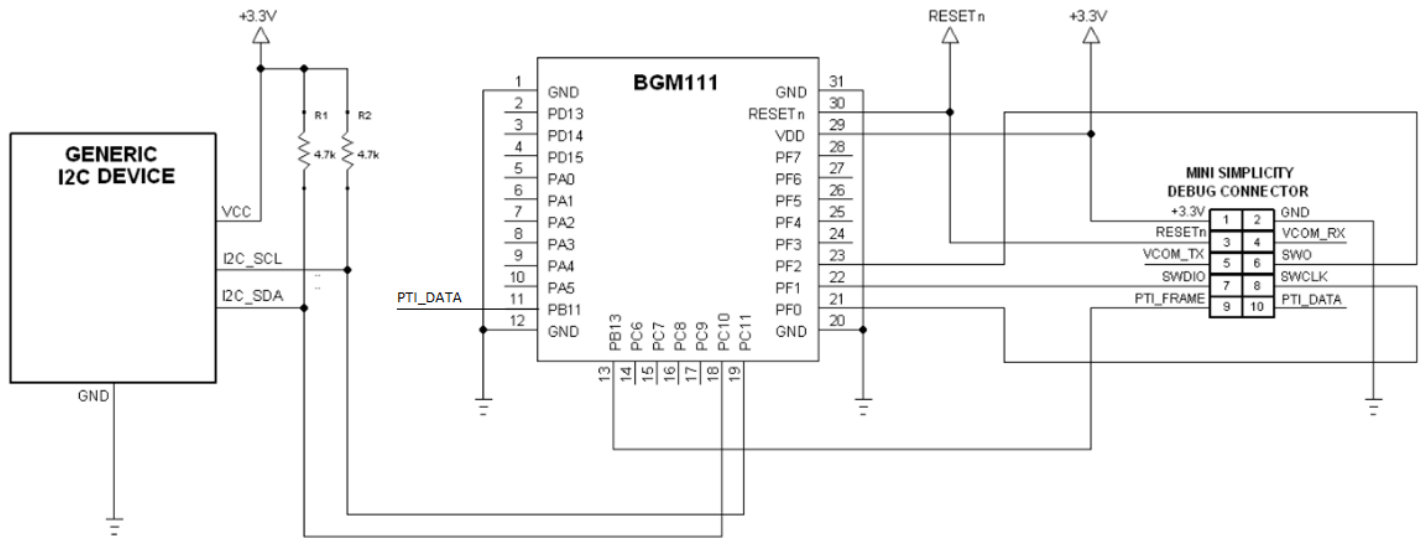 +3.3V
RESETn
+3.3V
GENERIC
I2C DEVICE
VCC
I2C_SCL
I2C_SDA
GND
R1
4.7k
R2
4.7k
BGM111
1 GND
2 PD13
3 PD14
4 PD15
5 PA0
6 PA1
7 PA2
8 PA3
9 PA4
10 PA5
PTI_DATA
11 PB11
12 GND
13 PB13
14 PC6
15 PC7
16 PC8
17 PC9
18 PC10
19 PC11
31 GND
30 RESETn
29 VDD
28 PF7
27 PF6
26 PF5
25 PF4
24 PF3
23 PF2
22 PF1
21 PF0
20 GND
MINI SIMPLICITY
DEBUG CONNECTOR
+3.3V 1 2 GND
RESETn 3 4 VCOM_RX
VCOM_TX 5 6 SWO
SWDIO 7 8 SWCLK
PTI_FRAME 9 10 PTI_DATA